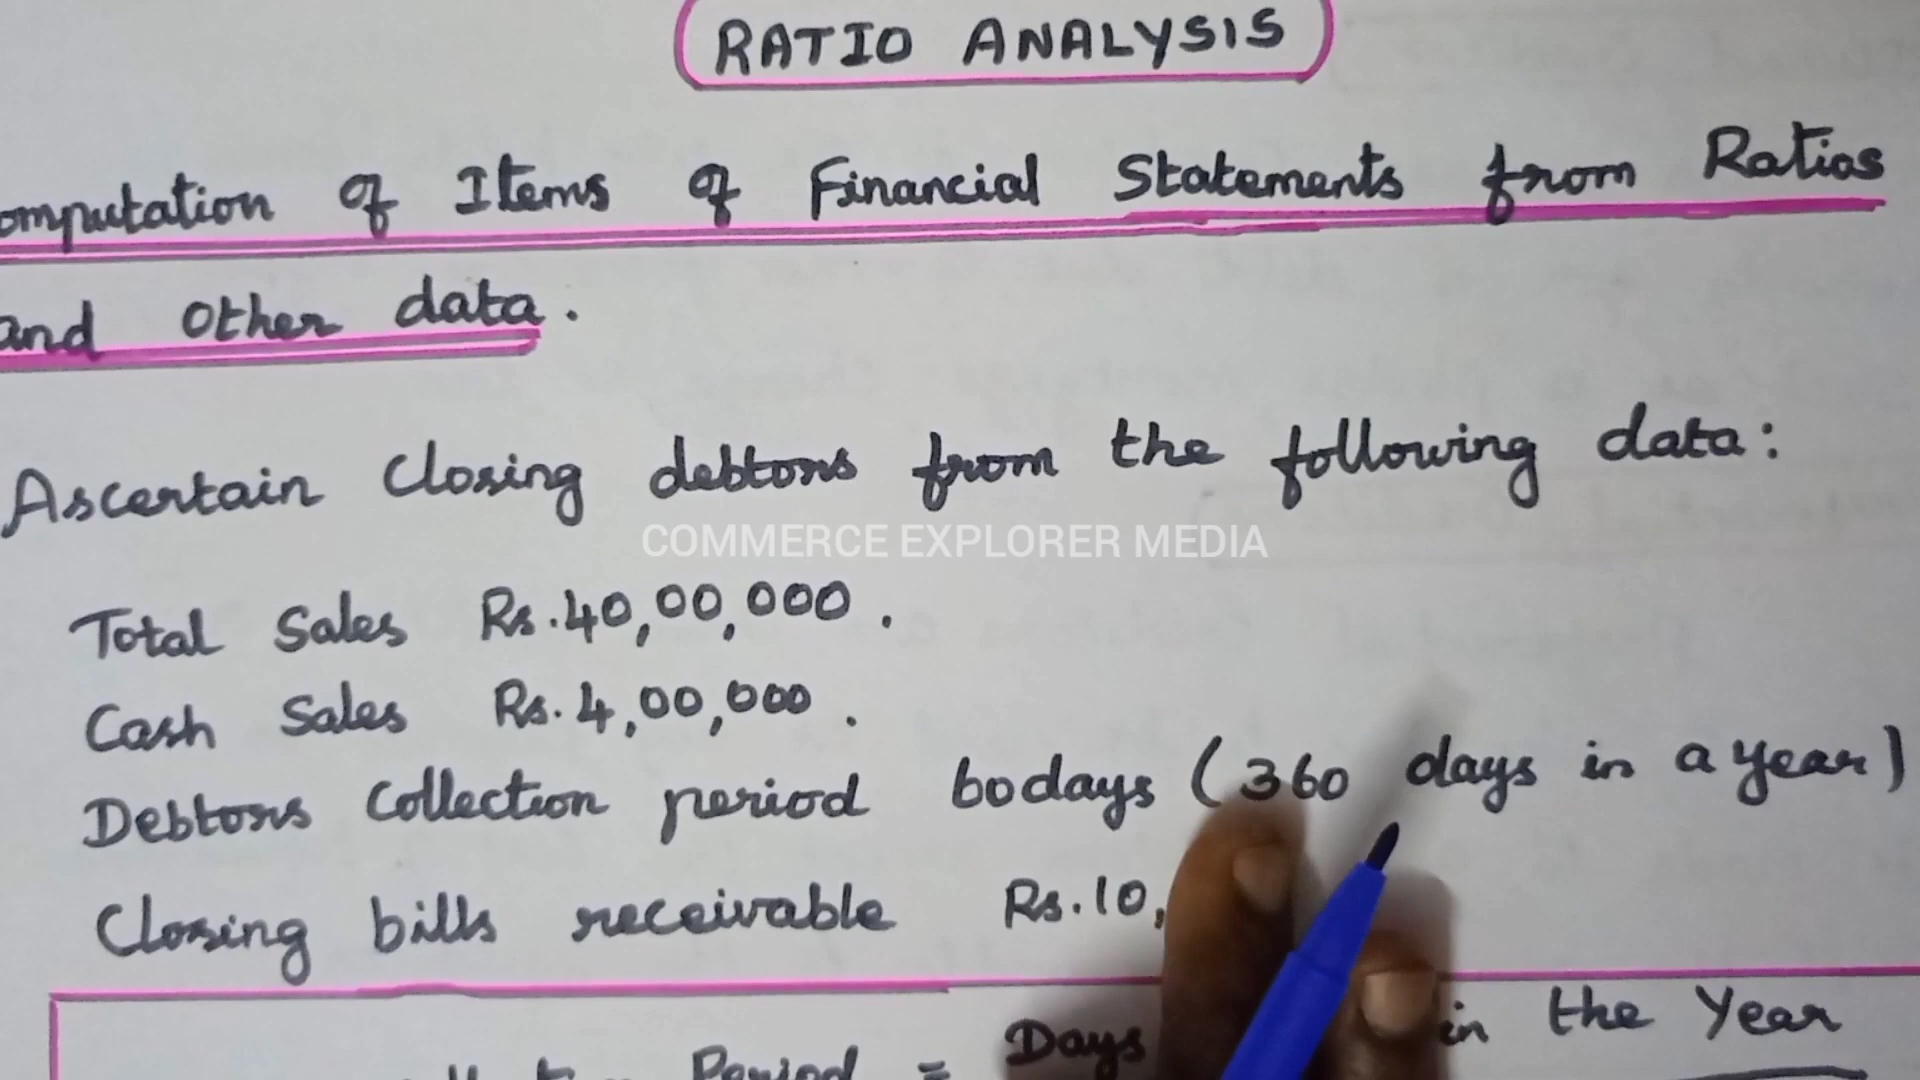 RATIO ANALYSIS
omputation of Items of Financial Statements from Ratios
and other data.
Ascertain closing debtors from the following data:
COMMERCE EXPLORER MEDIA
Total Sales Rs.40,00,000.
Cash Sales Rs.4,00,000.
Debtors collection period 60days (360 days in a year)
Closing bills receivable Rs.10,
Period = Days in the Year